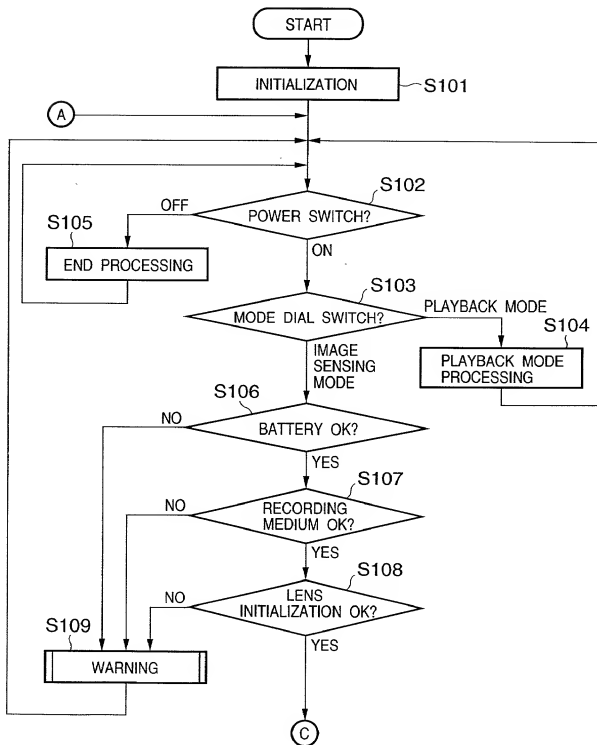 START
INITIALIZATION
S101
A
S102
POWER SWITCH?
OFF
ON
S105
END PROCESSING
S103
MODE DIAL SWITCH?
PLAYBACK MODE
S104
PLAYBACK MODE
PROCESSING
IMAGE
SENSING
MODE
S106
BATTERY OK?
NO
YES
S107
RECORDING
MEDIUM OK?
NO
YES
S108
LENS
INITIALIZATION OK?
NO
YES
S109
WARNING
C